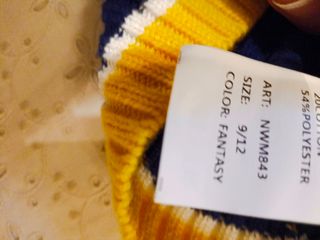 54%POLYESTER
ART: NWM843
SIZE: 9/12
COLOR: FANTASY